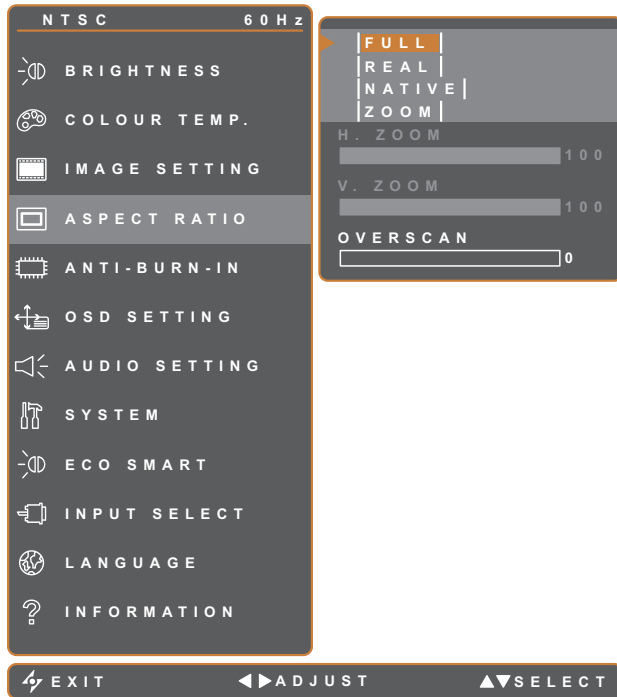 NTSC 60Hz
BRIGHTNESS
COLOUR TEMP.
IMAGE SETTING
ASPECT RATIO
ANTI-BURN-IN
OSD SETTING
AUDIO SETTING
SYSTEM
ECO SMART
INPUT SELECT
LANGUAGE
INFORMATION
FULL
REAL
NATIVE
ZOOM
H. ZOOM
100
V. ZOOM
100
OVERSCAN
0
EXIT ADJUST SELECT